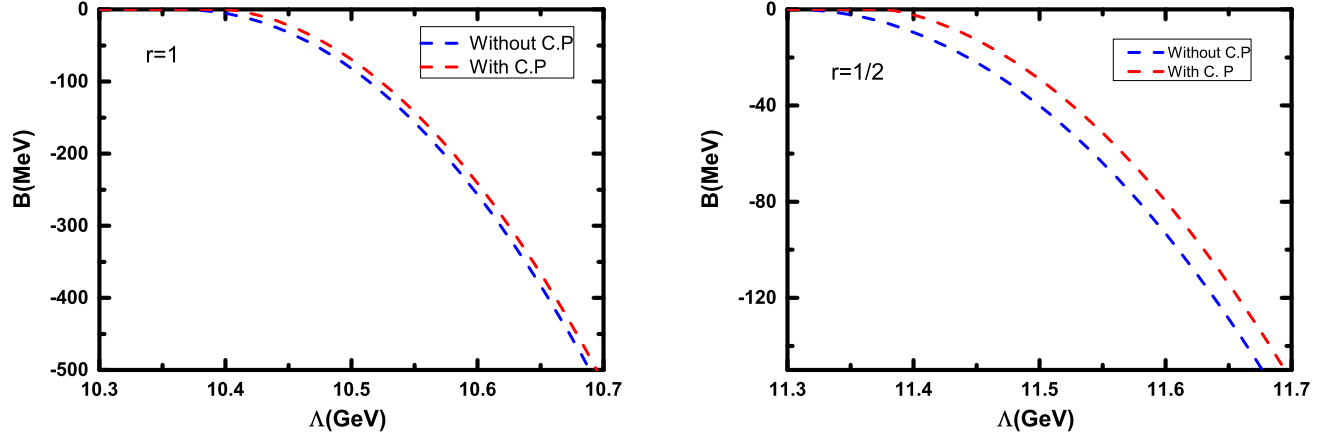 0
-100
-200
-300
-400
-500
B(MeV)
r=1
Without C.P
With C.P
10.3 10.4 10.5 10.6 10.7
Λ(GeV)
0
-40
-80
-120
B(MeV)
r=1/2
Without C.P
With C. P
11.3 11.4 11.5 11.6 11.7
Λ(GeV)